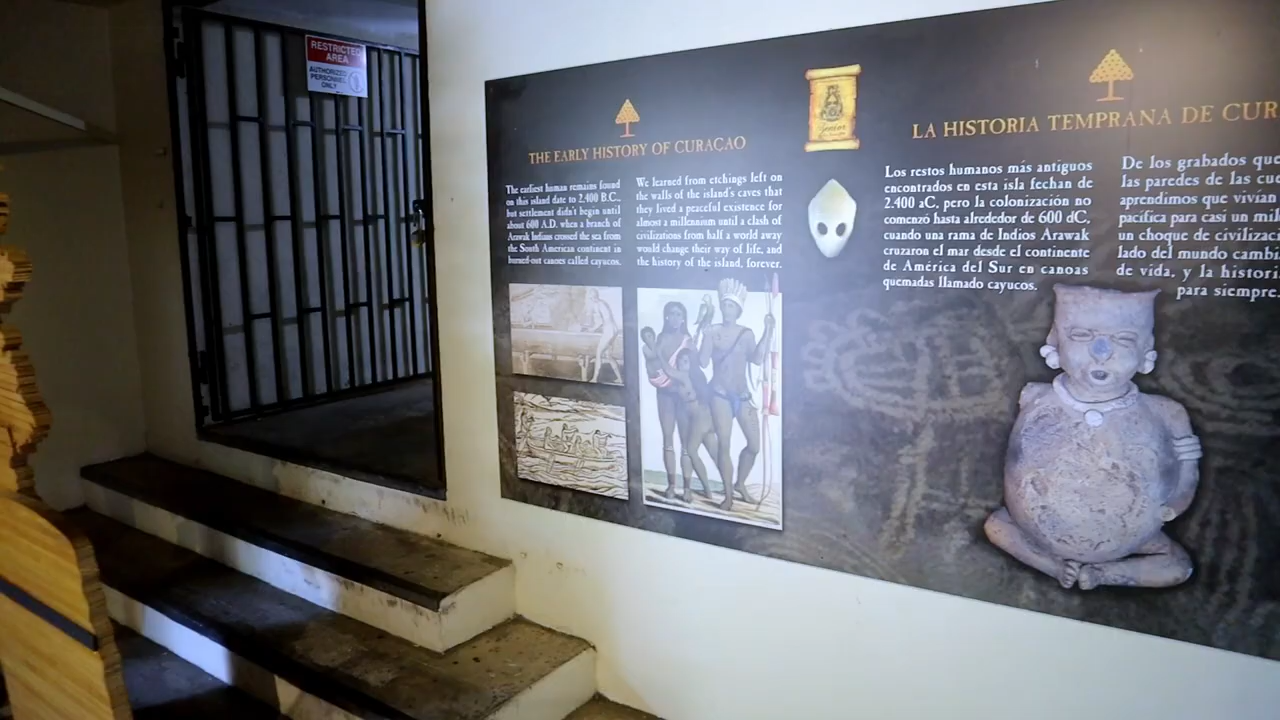 RESTRICTED
AREA
AUTHORIZED
PERSONNEL
ONLY
THE EARLY HISTORY OF CURAÇAO
The earliest human remains found
on this island date to 2,400 B.C.,
but settlement didn't begin until
about 600 A.D. when a branch of
Arawak Indians crossed the sea from
the South American continent in
burned-out canoes called cayucos.
We learned from etchings left on
the walls of the island's caves that
they lived a peaceful existence for
almost a millennium until a clash of
civilizations from half a world away
would change their way of life, and
the history of the island, forever.
Senior
LA HISTORIA TEMPRANA DE CUR
Los restos humanos más antiguos
encontrados en esta isla fechan de
2.400 aC, pero la colonización no
comenzó hasta alrededor de 600 dC,
cuando una rama de Indios Arawak
cruzaron el mar desde el continente
de América del Sur en canoas
quemadas llamado cayucos.
De los grabados que
las paredes de las cue
aprendimos que vivían
pacífica para casi un mil
un choque de civilizaci
lado del mundo cambi
de vida, y la histori
para siempre.